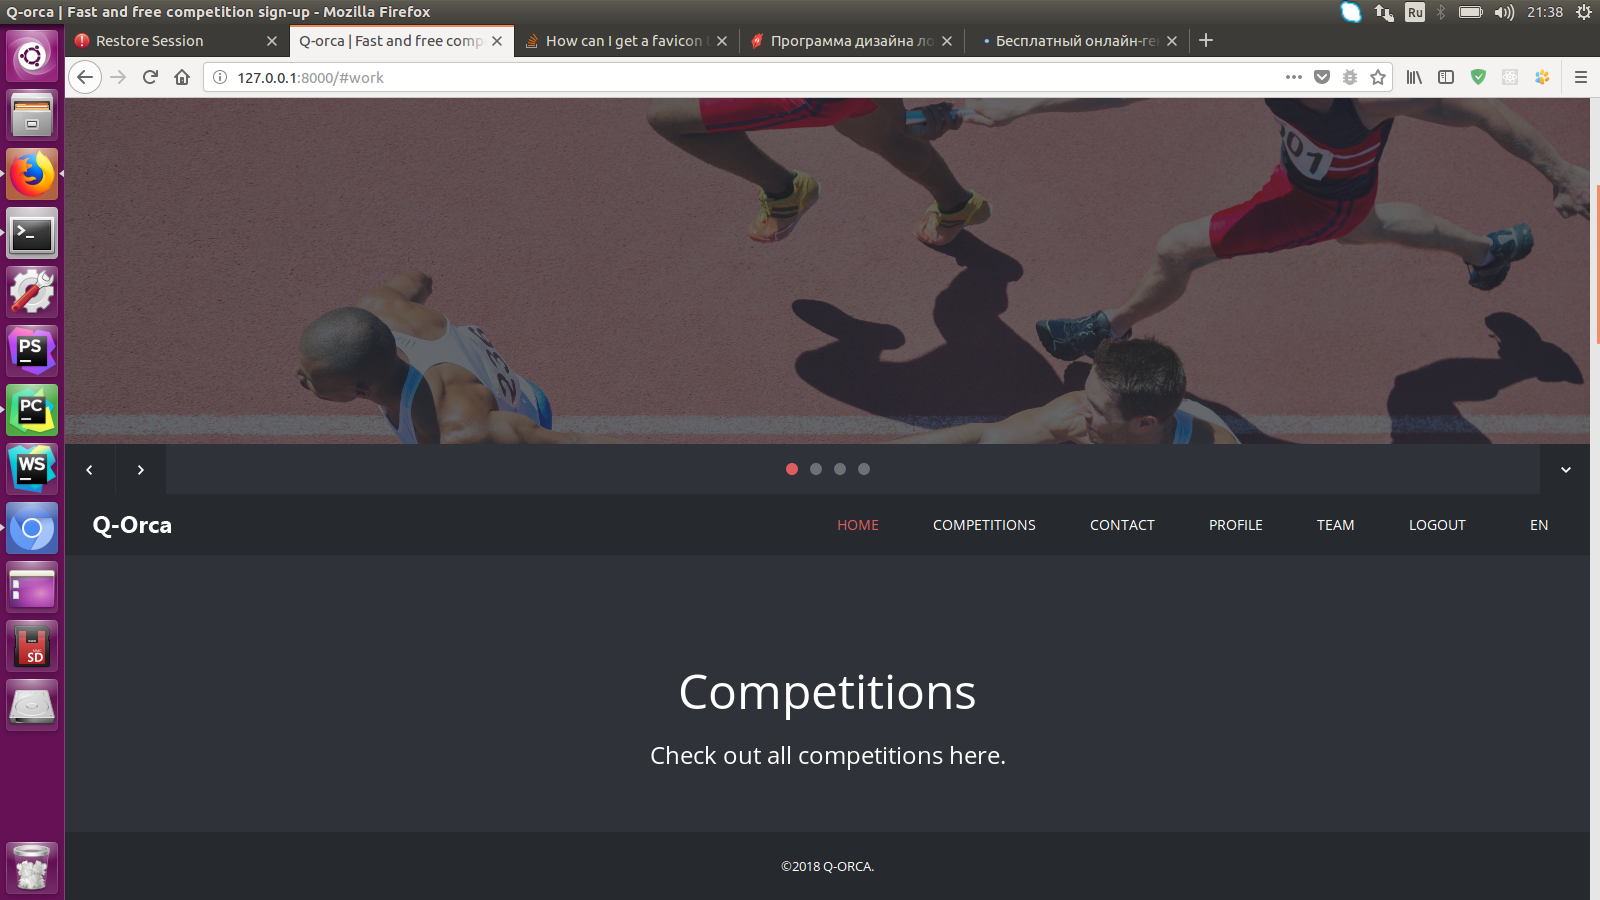 Q-orca | Fast and free competition sign-up - Mozilla Firefox
Ru
21:38
Restore Session
Q-orca | Fast and free comp
How can I get a favicon
Программа дизайна ло
Бесплатный онлайн-ге
127.0.0.1:8000/#work
PS
PC
WS
SD
Q-Orca
HOME
COMPETITIONS
CONTACT
PROFILE
TEAM
LOGOUT
EN
Competitions
Check out all competitions here.
©2018 Q-ORCA.